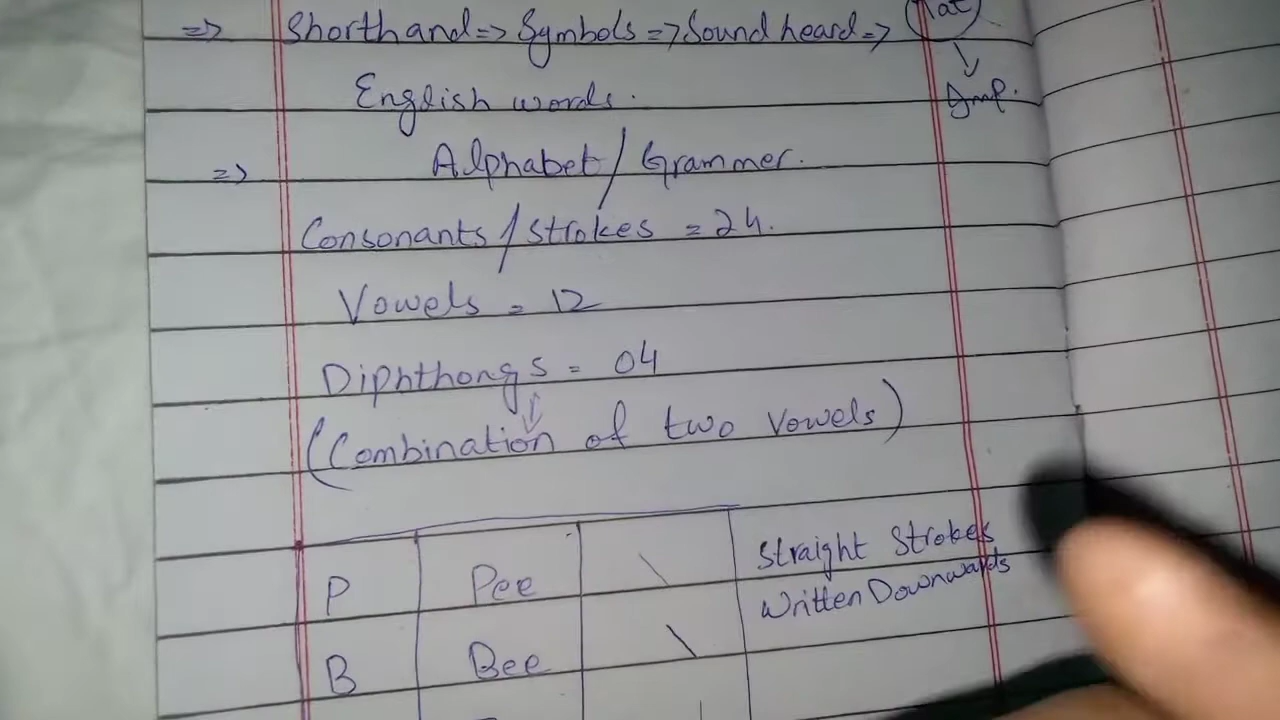 => Shorthand => Symbols => Sound heard =>
English words.
=> Alphabet / Grammer.
Consonants / strokes = 24.
Vowels = 12
Diphthongs = 04
(Combination of two vowels)
P Pee \ Straight Strokes
Written Downwards
B Bee \